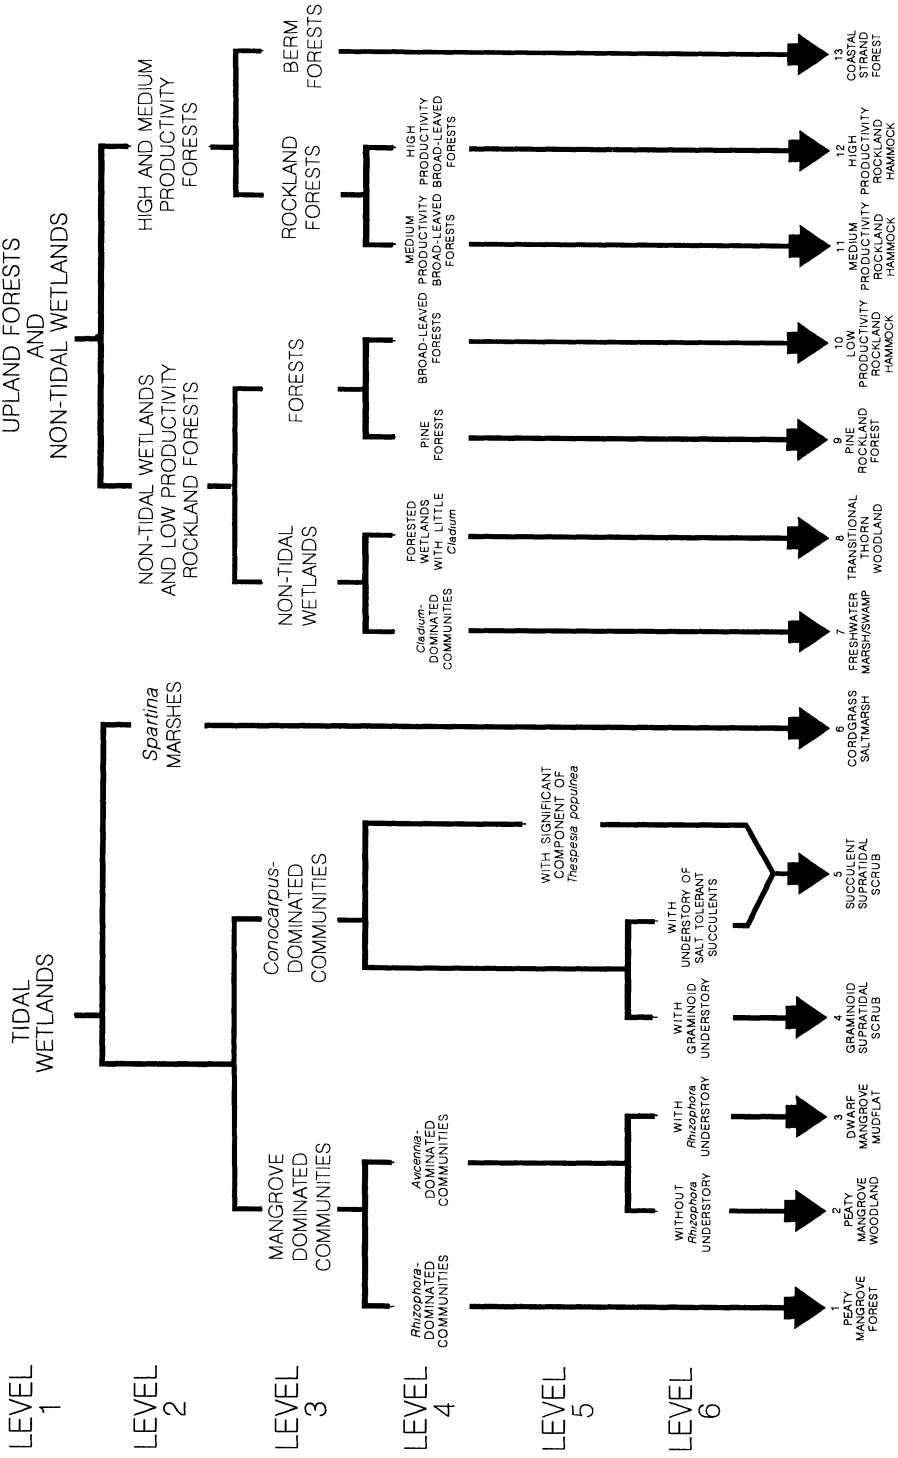 LEVEL
1
TIDAL
WETLANDS
UPLAND FORESTS
AND
NON-TIDAL WETLANDS
LEVEL
2
Spartina
MARSHES
NON-TIDAL WETLANDS
AND LOW PRODUCTIVITY
ROCKLAND FORESTS
HIGH AND MEDIUM
PRODUCTIVITY
FORESTS
LEVEL
3
MANGROVE
DOMINATED
COMMUNITIES
Conocarpus-
DOMINATED
COMMUNITIES
NON-TIDAL
WETLANDS
FORESTS
ROCKLAND
FORESTS
BERM
FORESTS
LEVEL
4
Rhizophora-
DOMINATED
COMMUNITIES
Avicennia-
DOMINATED
COMMUNITIES
Cladium-
DOMINATED
COMMUNITIES
FORESTED
WETLANDS
WITH LITTLE
Cladium
PINE
FORESTS
BROAD-LEAVED
FORESTS
MEDIUM
PRODUCTIVITY
BROAD-LEAVED
FORESTS
HIGH
PRODUCTIVITY
BROAD-LEAVED
FORESTS
LEVEL
5
WITH SIGNIFICANT
COMPONENT OF
Thespesia populnea
LEVEL
6
WITHOUT
Rhizophora
UNDERSTORY
WITH
Rhizophora
UNDERSTORY
WITH
GRAMINOID
UNDERSTORY
WITH
UNDERSTORY OF
SALT TOLERANT
SUCCULENTS
1
PEATY
MANGROVE
FOREST
2
PEATY
MANGROVE
WOODLAND
3
DWARF
MANGROVE
MUDFLAT
4
GRAMINOID
SUPRATIDAL
SCRUB
5
SUCCULENT
SUPRATIDAL
SCRUB
6
CORDGRASS
SALTMARSH
7
FRESHWATER
MARSH/SWAMP
8
TRANSITIONAL
THORN
WOODLAND
9
PINE
ROCKLAND
FOREST
10
LOW
PRODUCTIVITY
ROCKLAND
HAMMOCK
11
MEDIUM
PRODUCTIVITY
ROCKLAND
HAMMOCK
12
HIGH
PRODUCTIVITY
ROCKLAND
HAMMOCK
13
COASTAL
STRAND
FOREST